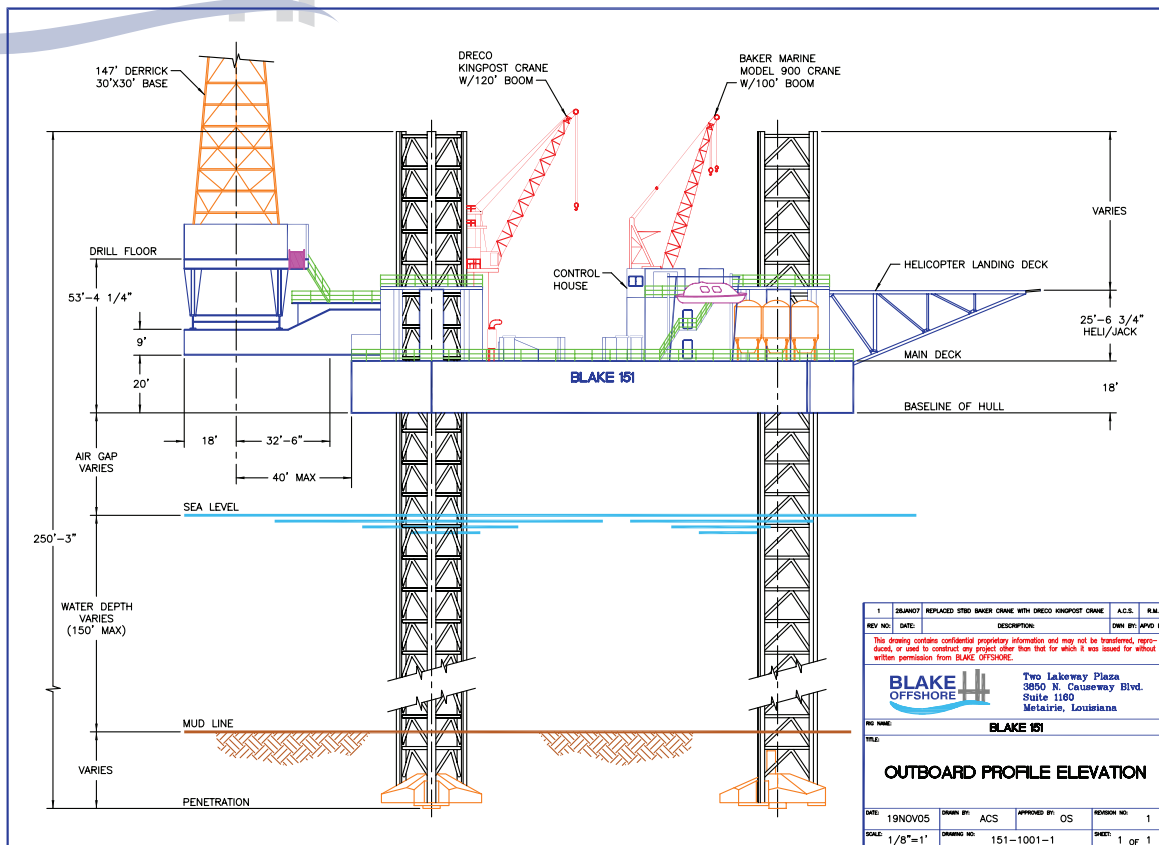 147' DERRICK
30'X30' BASE
DRECO
KINGPOST CRANE
W/120' BOOM
BAKER MARINE
MODEL 900 CRANE
W/100' BOOM
VARIES
DRILL FLOOR
HELICOPTER LANDING DECK
CONTROL
HOUSE
53'-4 1/4"
25'-6 3/4"
HELI/JACK
9'
MAIN DECK
20'
BLAKE 151
18'
BASELINE OF HULL
18'
32'-6"
AIR GAP
VARIES
40' MAX
SEA LEVEL
250'-3"
WATER DEPTH
VARIES
(150' MAX)
MUD LINE
VARIES
PENETRATION
1 26JAN07 REPLACED STBD BAKER CRANE WITH DRECO KINGPOST CRANE A.C.S. R.M.
REV NO: DATE: DESCRIPTION: DWN BY: APVD
This drawing contains confidential proprietary information and may not be transferred, repro-
duced, or used to construct any project other than that for which it was issued for without
written permission from BLAKE OFFSHORE.
BLAKE
OFFSHORE
Two Lakeway Plaza
3850 N. Causeway Blvd.
Suite 1160
Metairie, Louisiana
RIG NAME:
BLAKE 151
TITLE:
OUTBOARD PROFILE ELEVATION
DATE: 19NOV05 DRAWN BY: ACS APPROVED BY: OS REVISION NO: 1
SCALE: 1/8"=1' DRAWING NO: 151-1001-1 SHEET: 1 OF 1